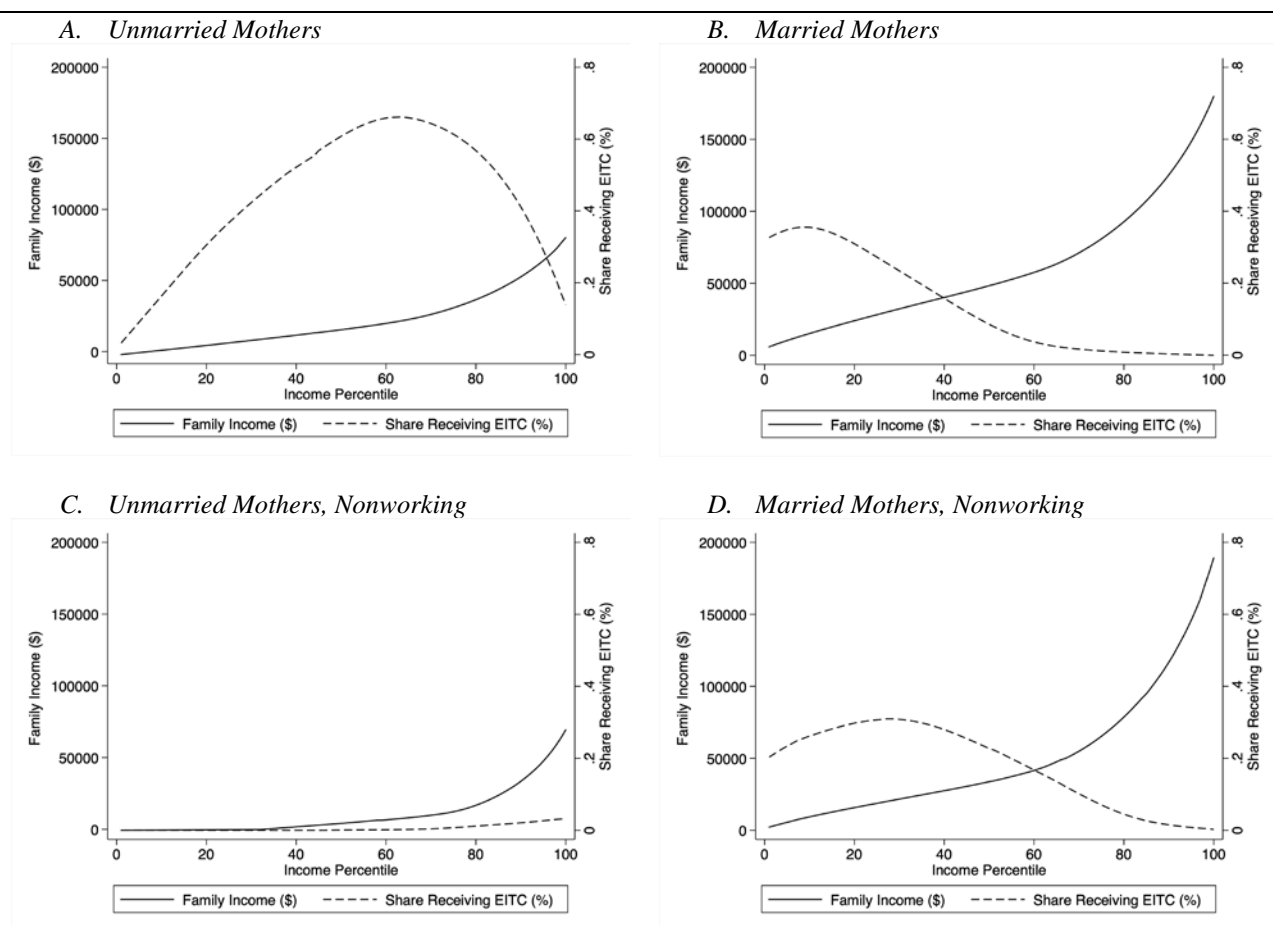 A. Unmarried Mothers
200000
150000
100000
50000
0
Family Income ($)
.8
.6
.4
.2
0
Share Receiving EITC (%)
0 20 40 60 80 100
Income Percentile
Family Income ($) Share Receiving EITC (%)
B. Married Mothers
200000
150000
100000
50000
0
Family Income ($)
.8
.6
.4
.2
0
Share Receiving EITC (%)
0 20 40 60 80 100
Income Percentile
Family Income ($) Share Receiving EITC (%)
C. Unmarried Mothers, Nonworking
200000
150000
100000
50000
0
Family Income ($)
.8
.6
.4
.2
0
Share Receiving EITC (%)
0 20 40 60 80 100
Income Percentile
Family Income ($) Share Receiving EITC (%)
D. Married Mothers, Nonworking
200000
150000
100000
50000
0
Family Income ($)
.8
.6
.4
.2
0
Share Receiving EITC (%)
0 20 40 60 80 100
Income Percentile
Family Income ($) Share Receiving EITC (%)